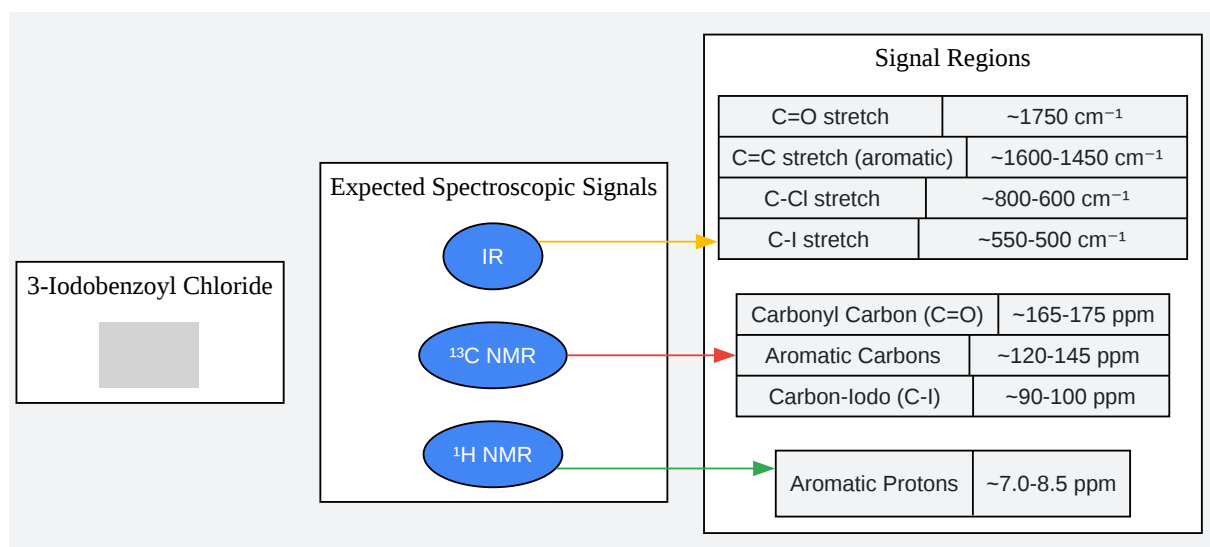 3-Iodobenzoyl Chloride
Expected Spectroscopic Signals
IR
¹³C NMR
¹H NMR
Signal Regions
C=O stretch ~1750 cm⁻¹
C=C stretch (aromatic) ~1600-1450 cm⁻¹
C-Cl stretch ~800-600 cm⁻¹
C-I stretch ~550-500 cm⁻¹
Carbonyl Carbon (C=O) ~165-175 ppm
Aromatic Carbons ~120-145 ppm
Carbon-Iodo (C-I) ~90-100 ppm
Aromatic Protons ~7.0-8.5 ppm